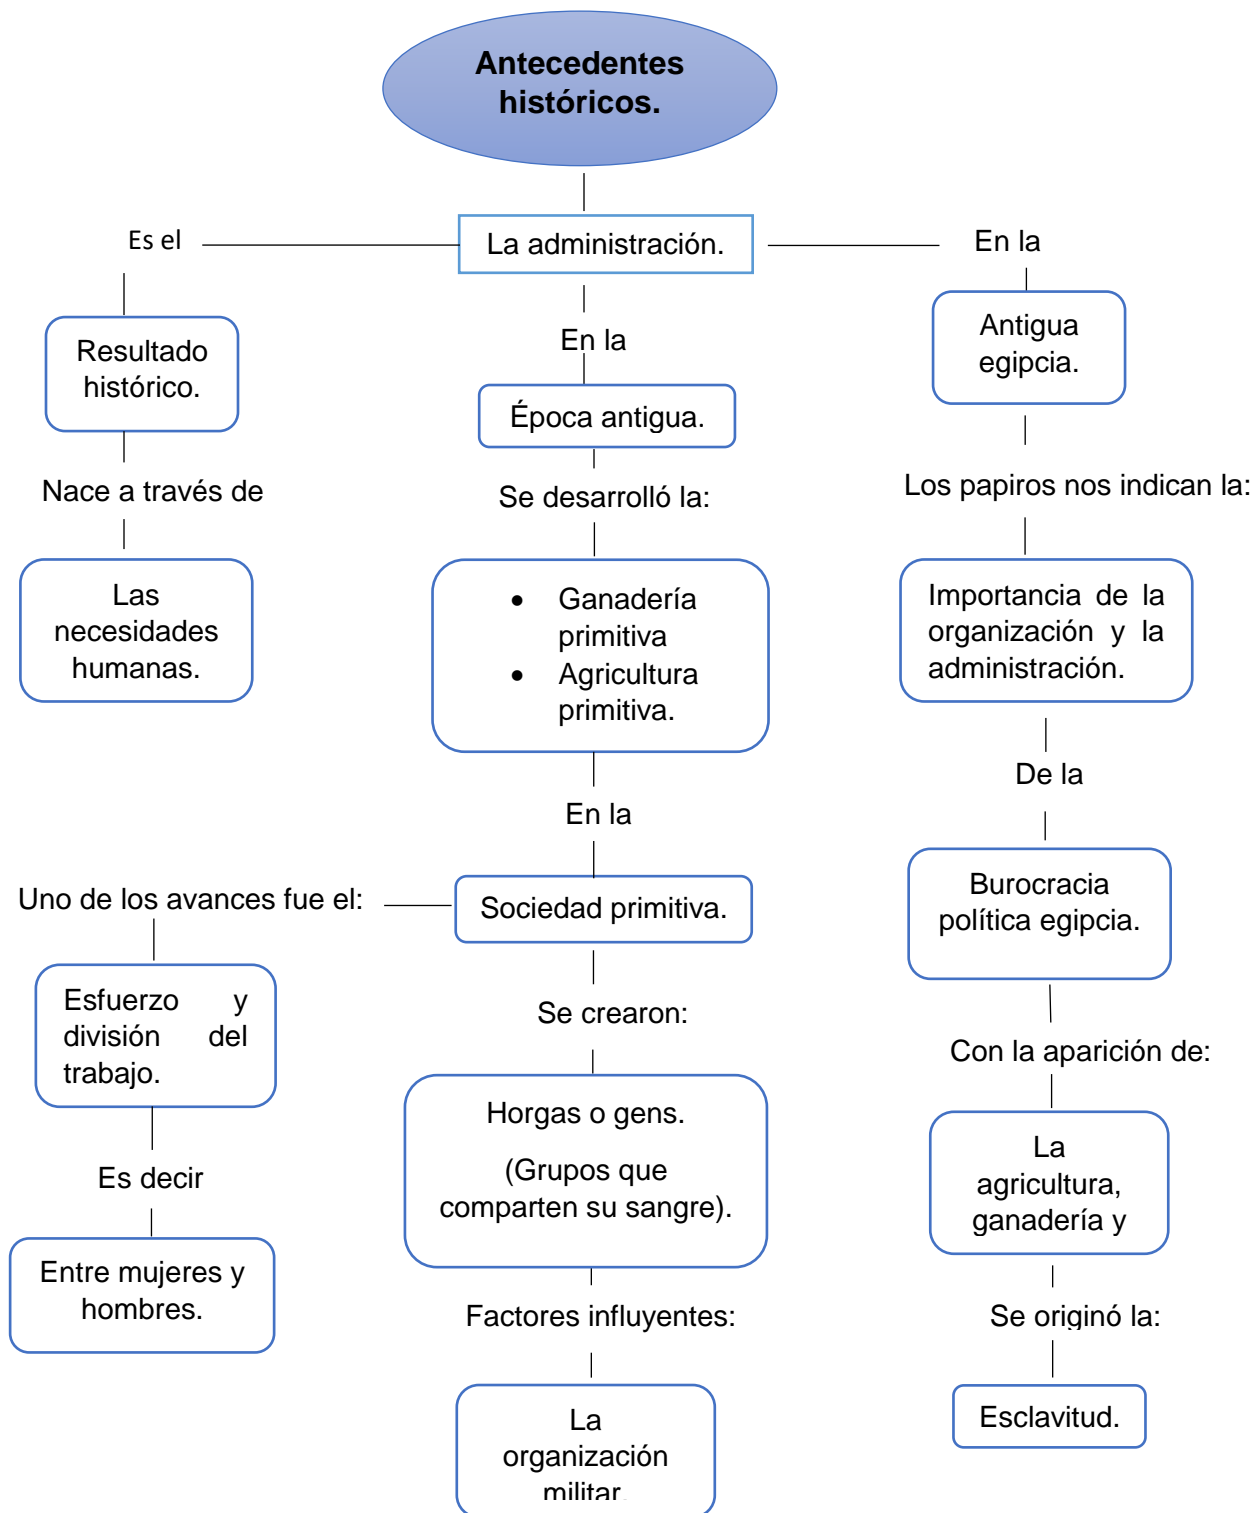 Antecedentes
históricos.
Es el
La administración.
En la
Resultado
histórico.
En la
Antigua
egipcia.
Época antigua.
Nace a través de
Se desarrolló la:
Los papiros nos indican la:
Las
necesidades
humanas.
• Ganadería
primitiva
• Agricultura
primitiva.
Importancia de la
organización y la
administración.
En la
De la
Uno de los avances fue el:
Sociedad primitiva.
Burocracia
política egipcia.
Esfuerzo y
división del
trabajo.
Se crearon:
Con la aparición de:
Es decir
Horgas o gens.
(Grupos que
comparten su sangre).
La
agricultura,
ganadería y
Entre mujeres y
hombres.
Factores influyentes:
Se originó la:
La
organización
militar.
Esclavitud.